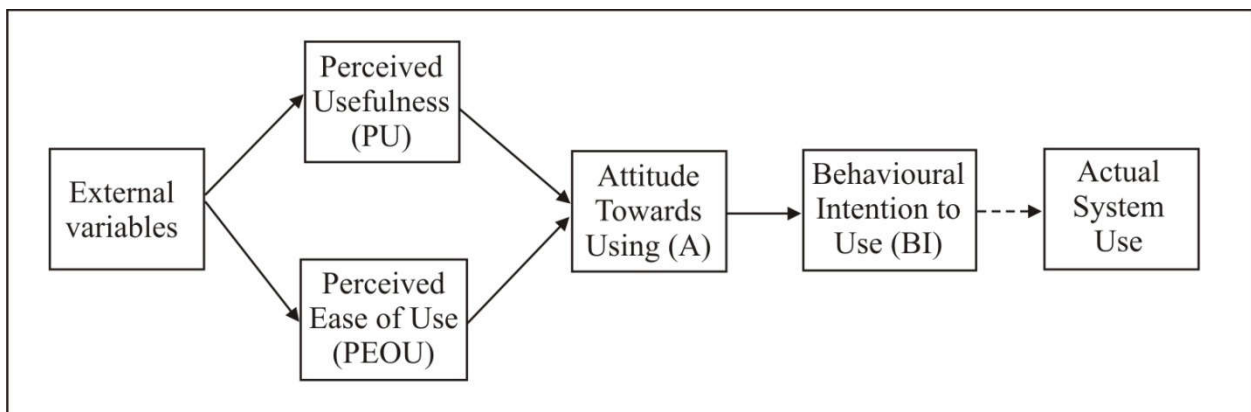 External
variables
Perceived
Usefulness
(PU)
Perceived
Ease of Use
(PEOU)
Attitude
Towards
Using (A)
Behavioural
Intention to
Use (BI)
Actual
System
Use